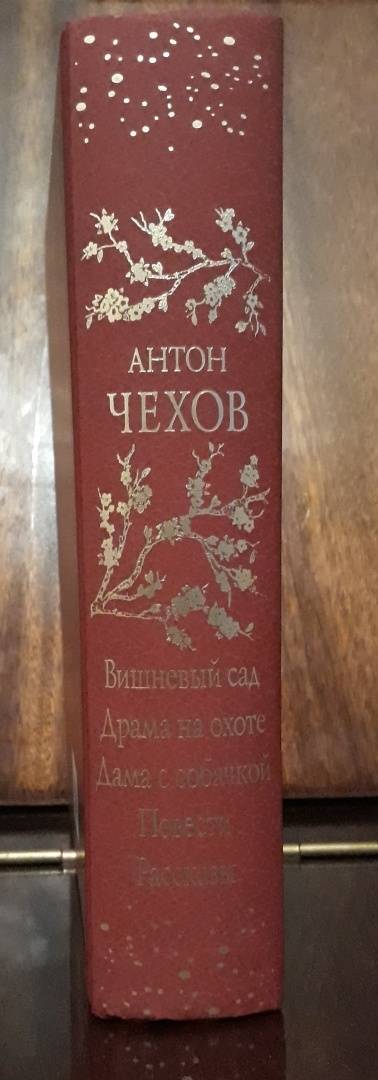 АНТОН
ЧЕХОВ
Вишневый сад
Драма на охоте
Дама с собачкой
Повести
Рассказы